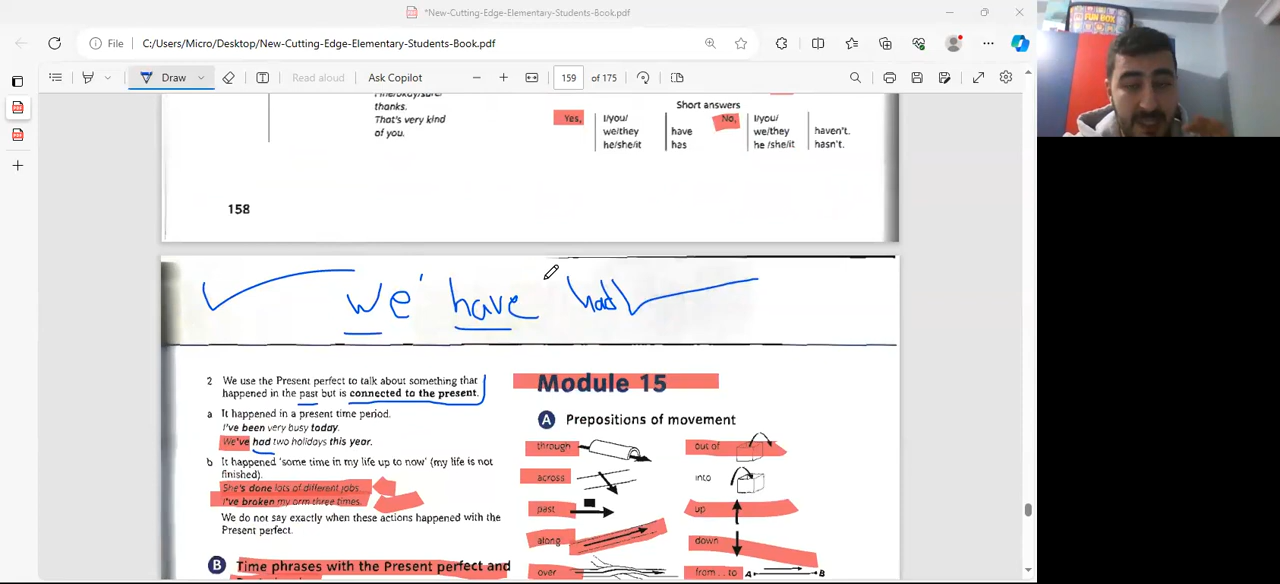 *New-Cutting-Edge-Elementary-Students-Book.pdf
File C:/Users/Micro/Desktop/New-Cutting-Edge-Elementary-Students-Book.pdf
Draw Read aloud Ask Copilot 159 of 175
FUN BOX
thanks.
That's very kind
of you.
Short answers
Yes, I/you/ we/they he/she/it have has No, I/you/ we/they he/she/it haven't. hasn't.
158
we have had
2 We use the Present perfect to talk about something that
happened in the past but is connected to the present.
a It happened in a present time period.
I've been very busy today.
We've had two holidays this year.
b It happened 'some time in my life up to now' (my life is not
finished).
She's done lots of different jobs.
I've broken my arm three times.
We do not say exactly when these actions happened with the
Present perfect.
B Time phrases with the Present perfect and
Module 15
A Prepositions of movement
through out of
across into
past up
along down
over from . . to A B